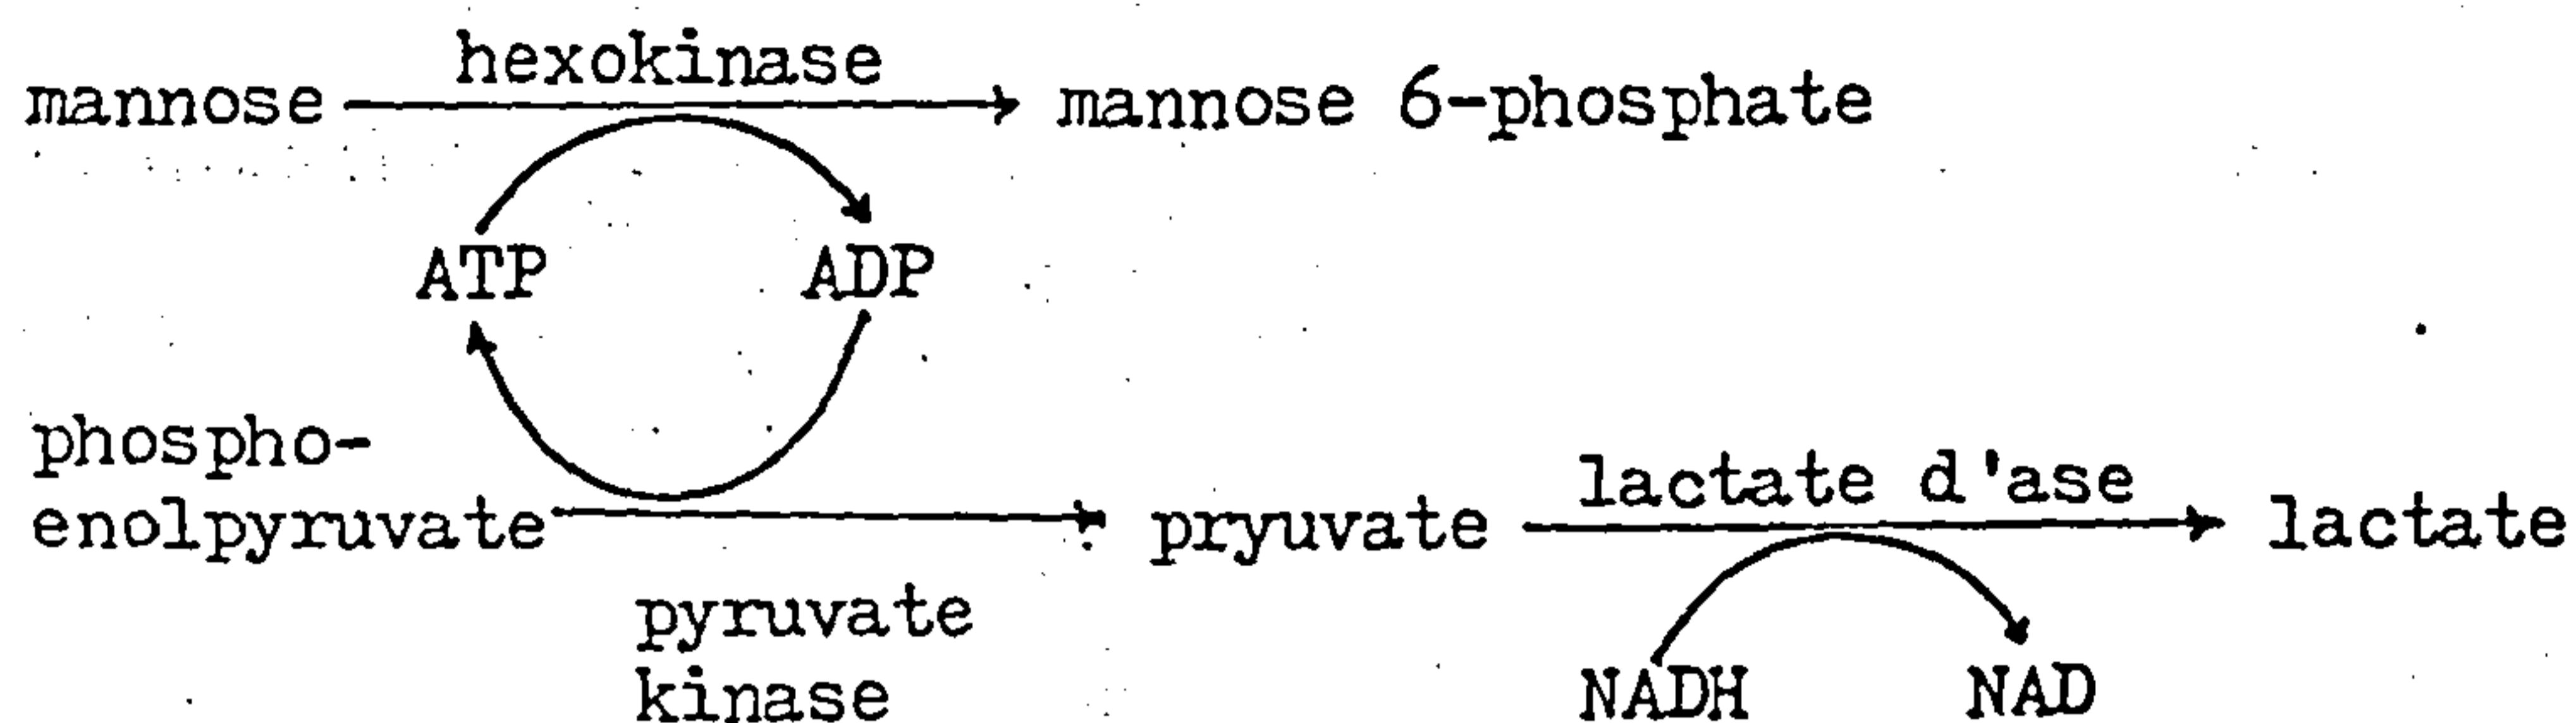 hexokinase
mannose mannose 6-phosphate
ATP ADP
phospho-
enolpyruvate pryuvate lactate d'ase lactate
pyruvate
kinase NADH NAD